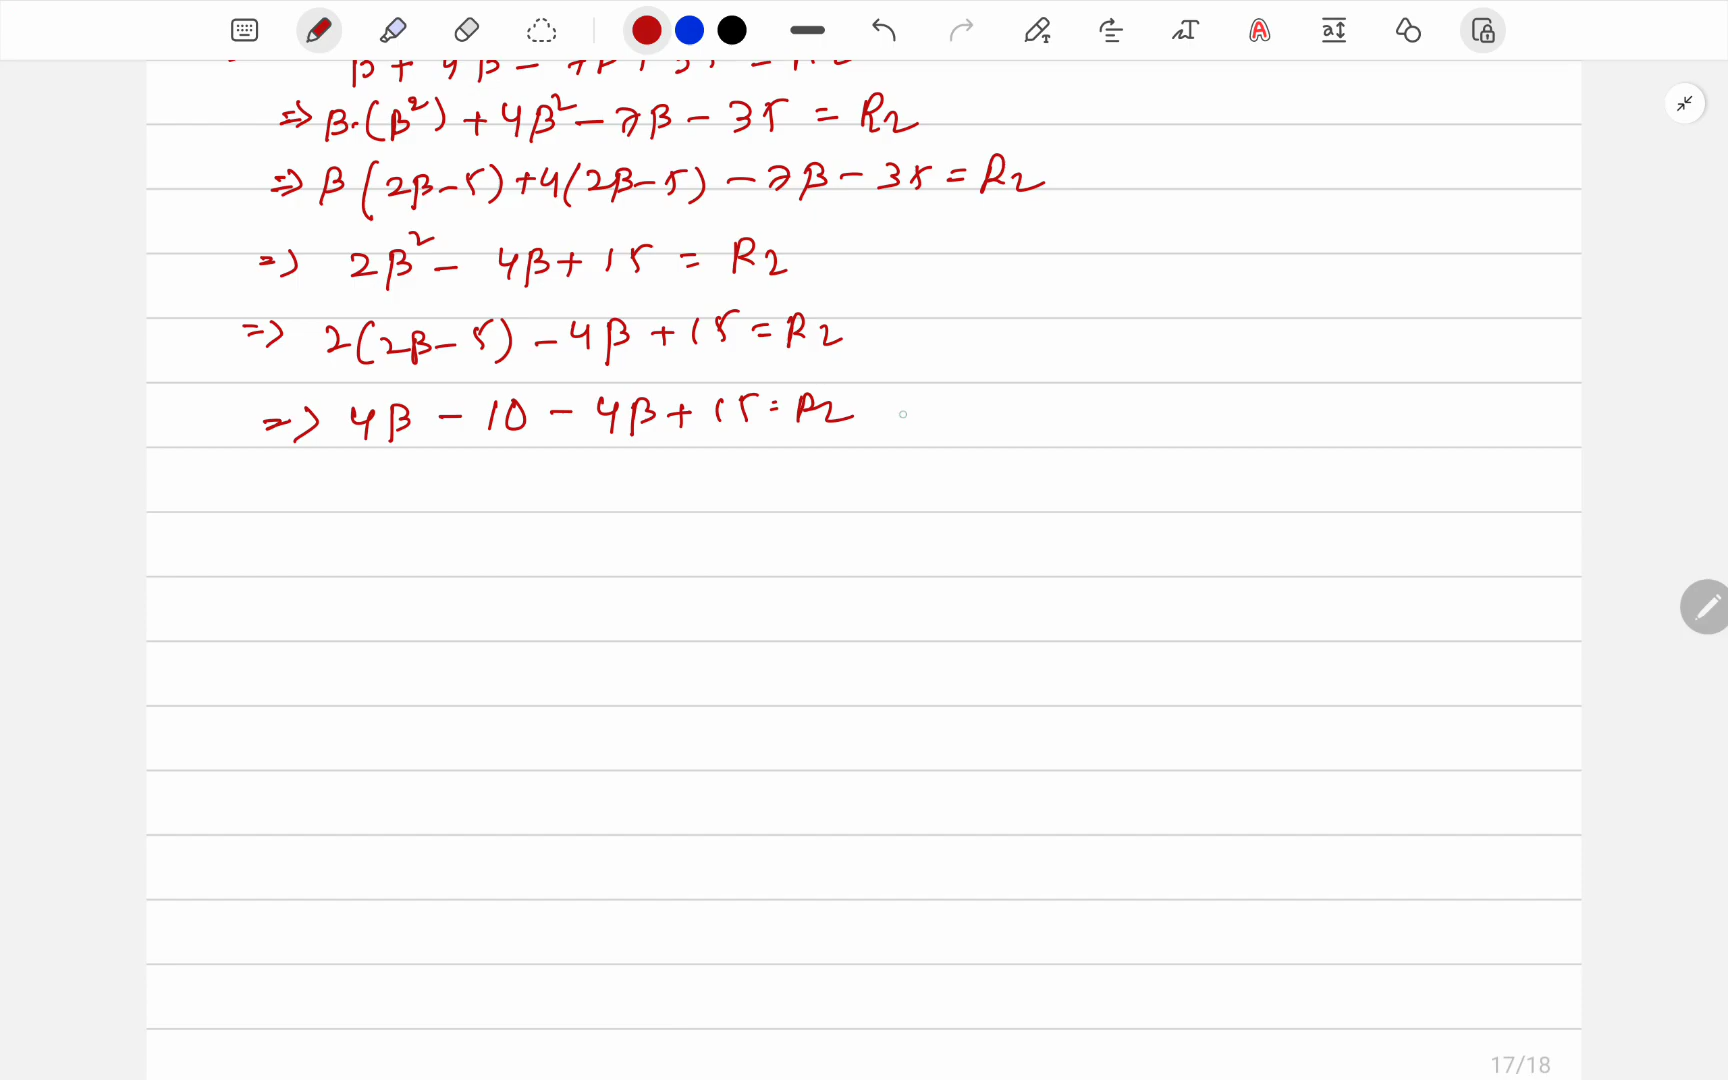 => β.(β²) + 4β² - 7β - 35 = R2
=> β(2β-5)+4(2β-5) - 7β - 35 = R2
=> 2β² - 4β + 15 = R2
=> 2(2β-5) - 4β + 15 = R2
=> 4β - 10 - 4β + 15 = R2
17/18